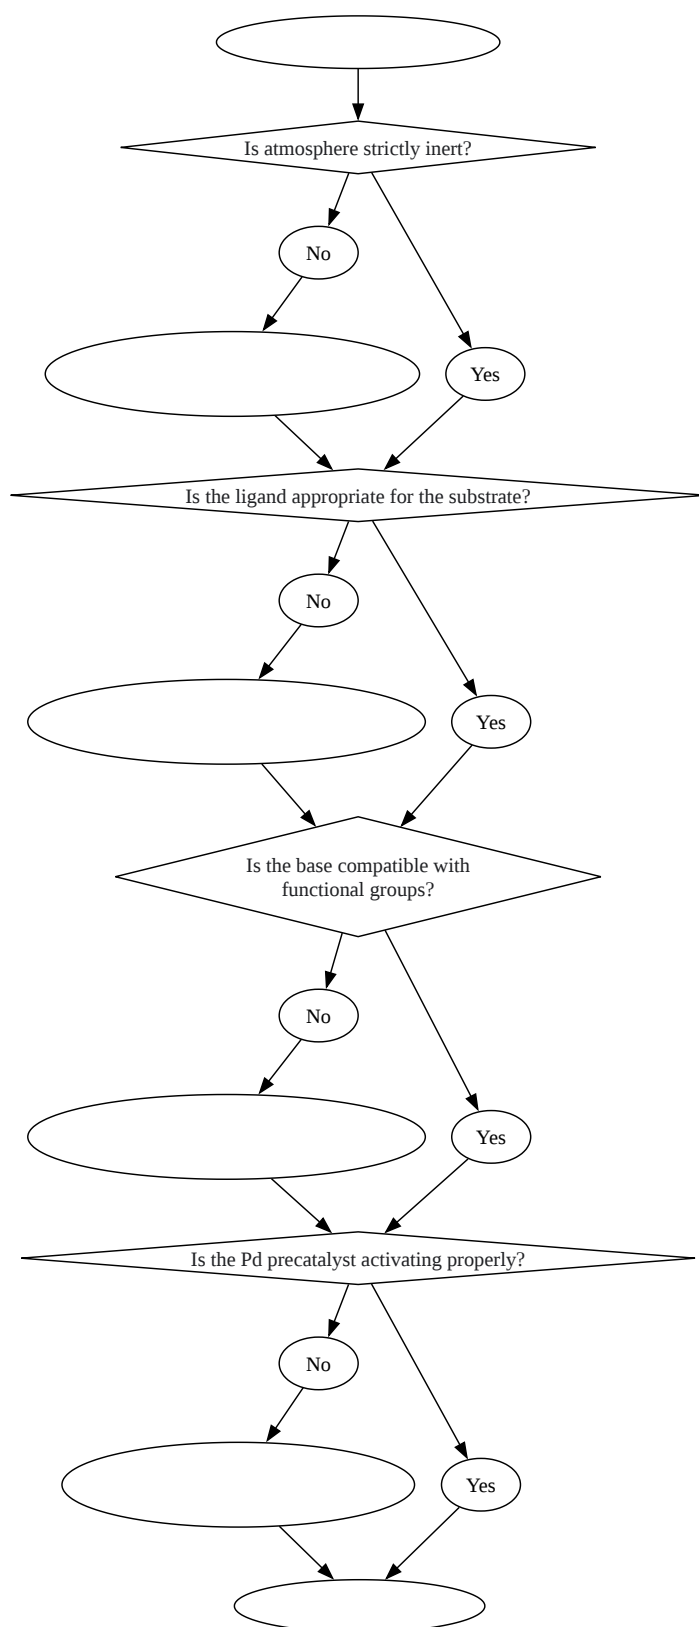 Is atmosphere strictly inert?
No
Yes
Is the ligand appropriate for the substrate?
No
Yes
Is the base compatible with
functional groups?
No
Yes
Is the Pd precatalyst activating properly?
No
Yes